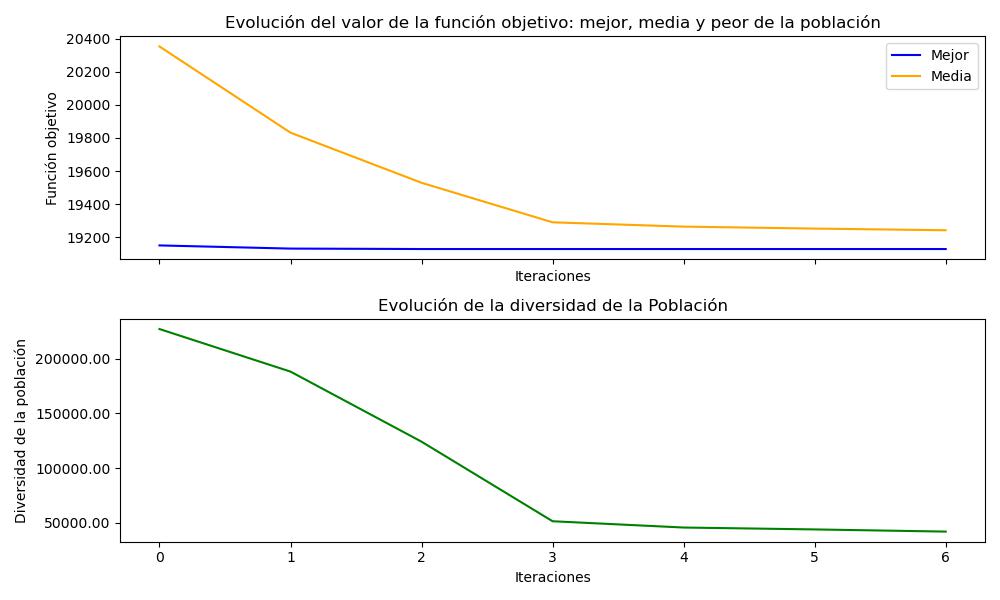 Evolución del valor de la función objetivo: mejor, media y peor de la población
Función objetivo
20400
20200
20000
19800
19600
19400
19200
Mejor
Media
Iteraciones
Evolución de la diversidad de la Población
Diversidad de la población
200000.00
150000.00
100000.00
50000.00
0 1 2 3 4 5 6
Iteraciones